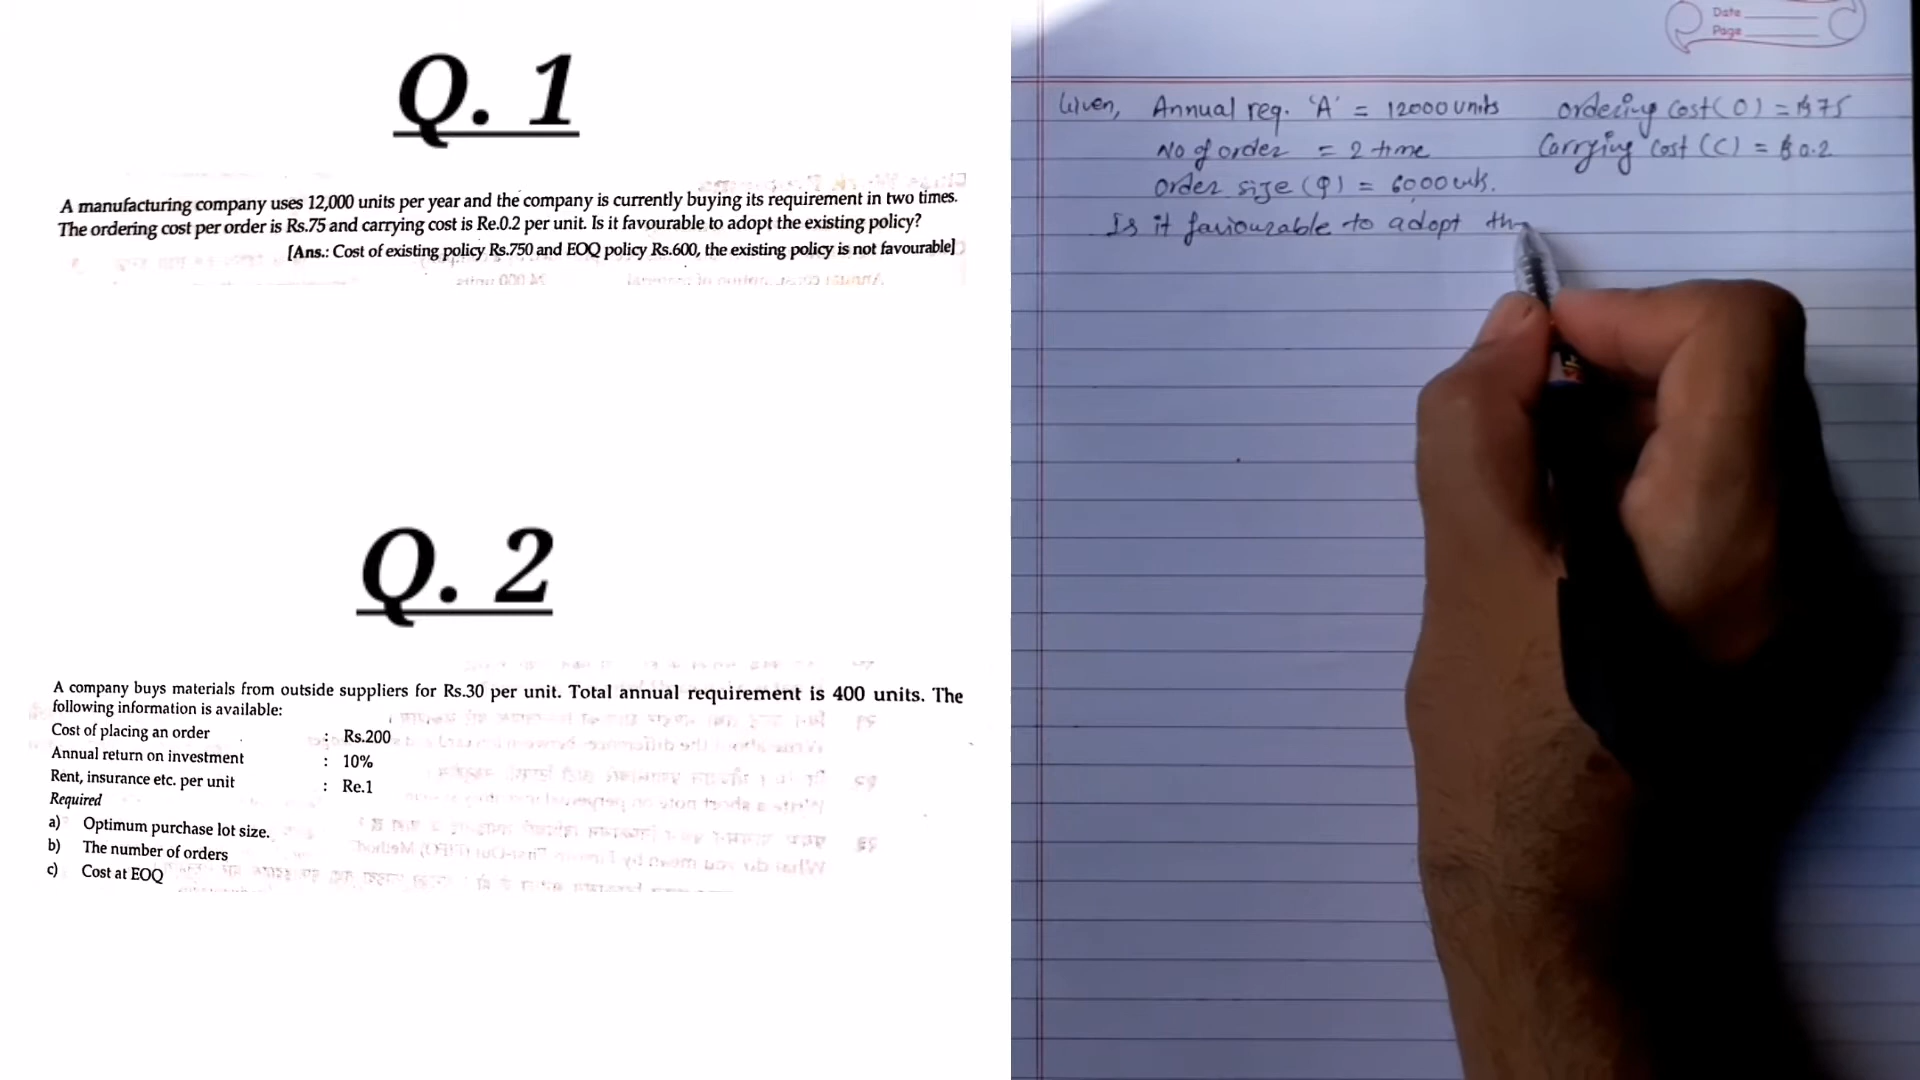 Q. 1
A manufacturing company uses 12,000 units per year and the company is currently buying its requirement in two times.
The ordering cost per order is Rs.75 and carrying cost is Re.0.2 per unit. Is it favourable to adopt the existing policy?
[Ans.: Cost of existing policy Rs.750 and EOQ policy Rs.600, the existing policy is not favourable]
Q. 2
A company buys materials from outside suppliers for Rs.30 per unit. Total annual requirement is 400 units. The
following information is available:
Cost of placing an order : Rs.200
Annual return on investment : 10%
Rent, insurance etc. per unit : Re.1
Required
a) Optimum purchase lot size.
b) The number of orders
c) Cost at EOQ
Date
Page
Given, Annual req. 'A' = 12000 units ordering cost (O) = Rs 75
No of order = 2 time Carrying cost (C) = Rs 0.2
Order size (Q) = 6000 units.
Is it faviourable to adopt th